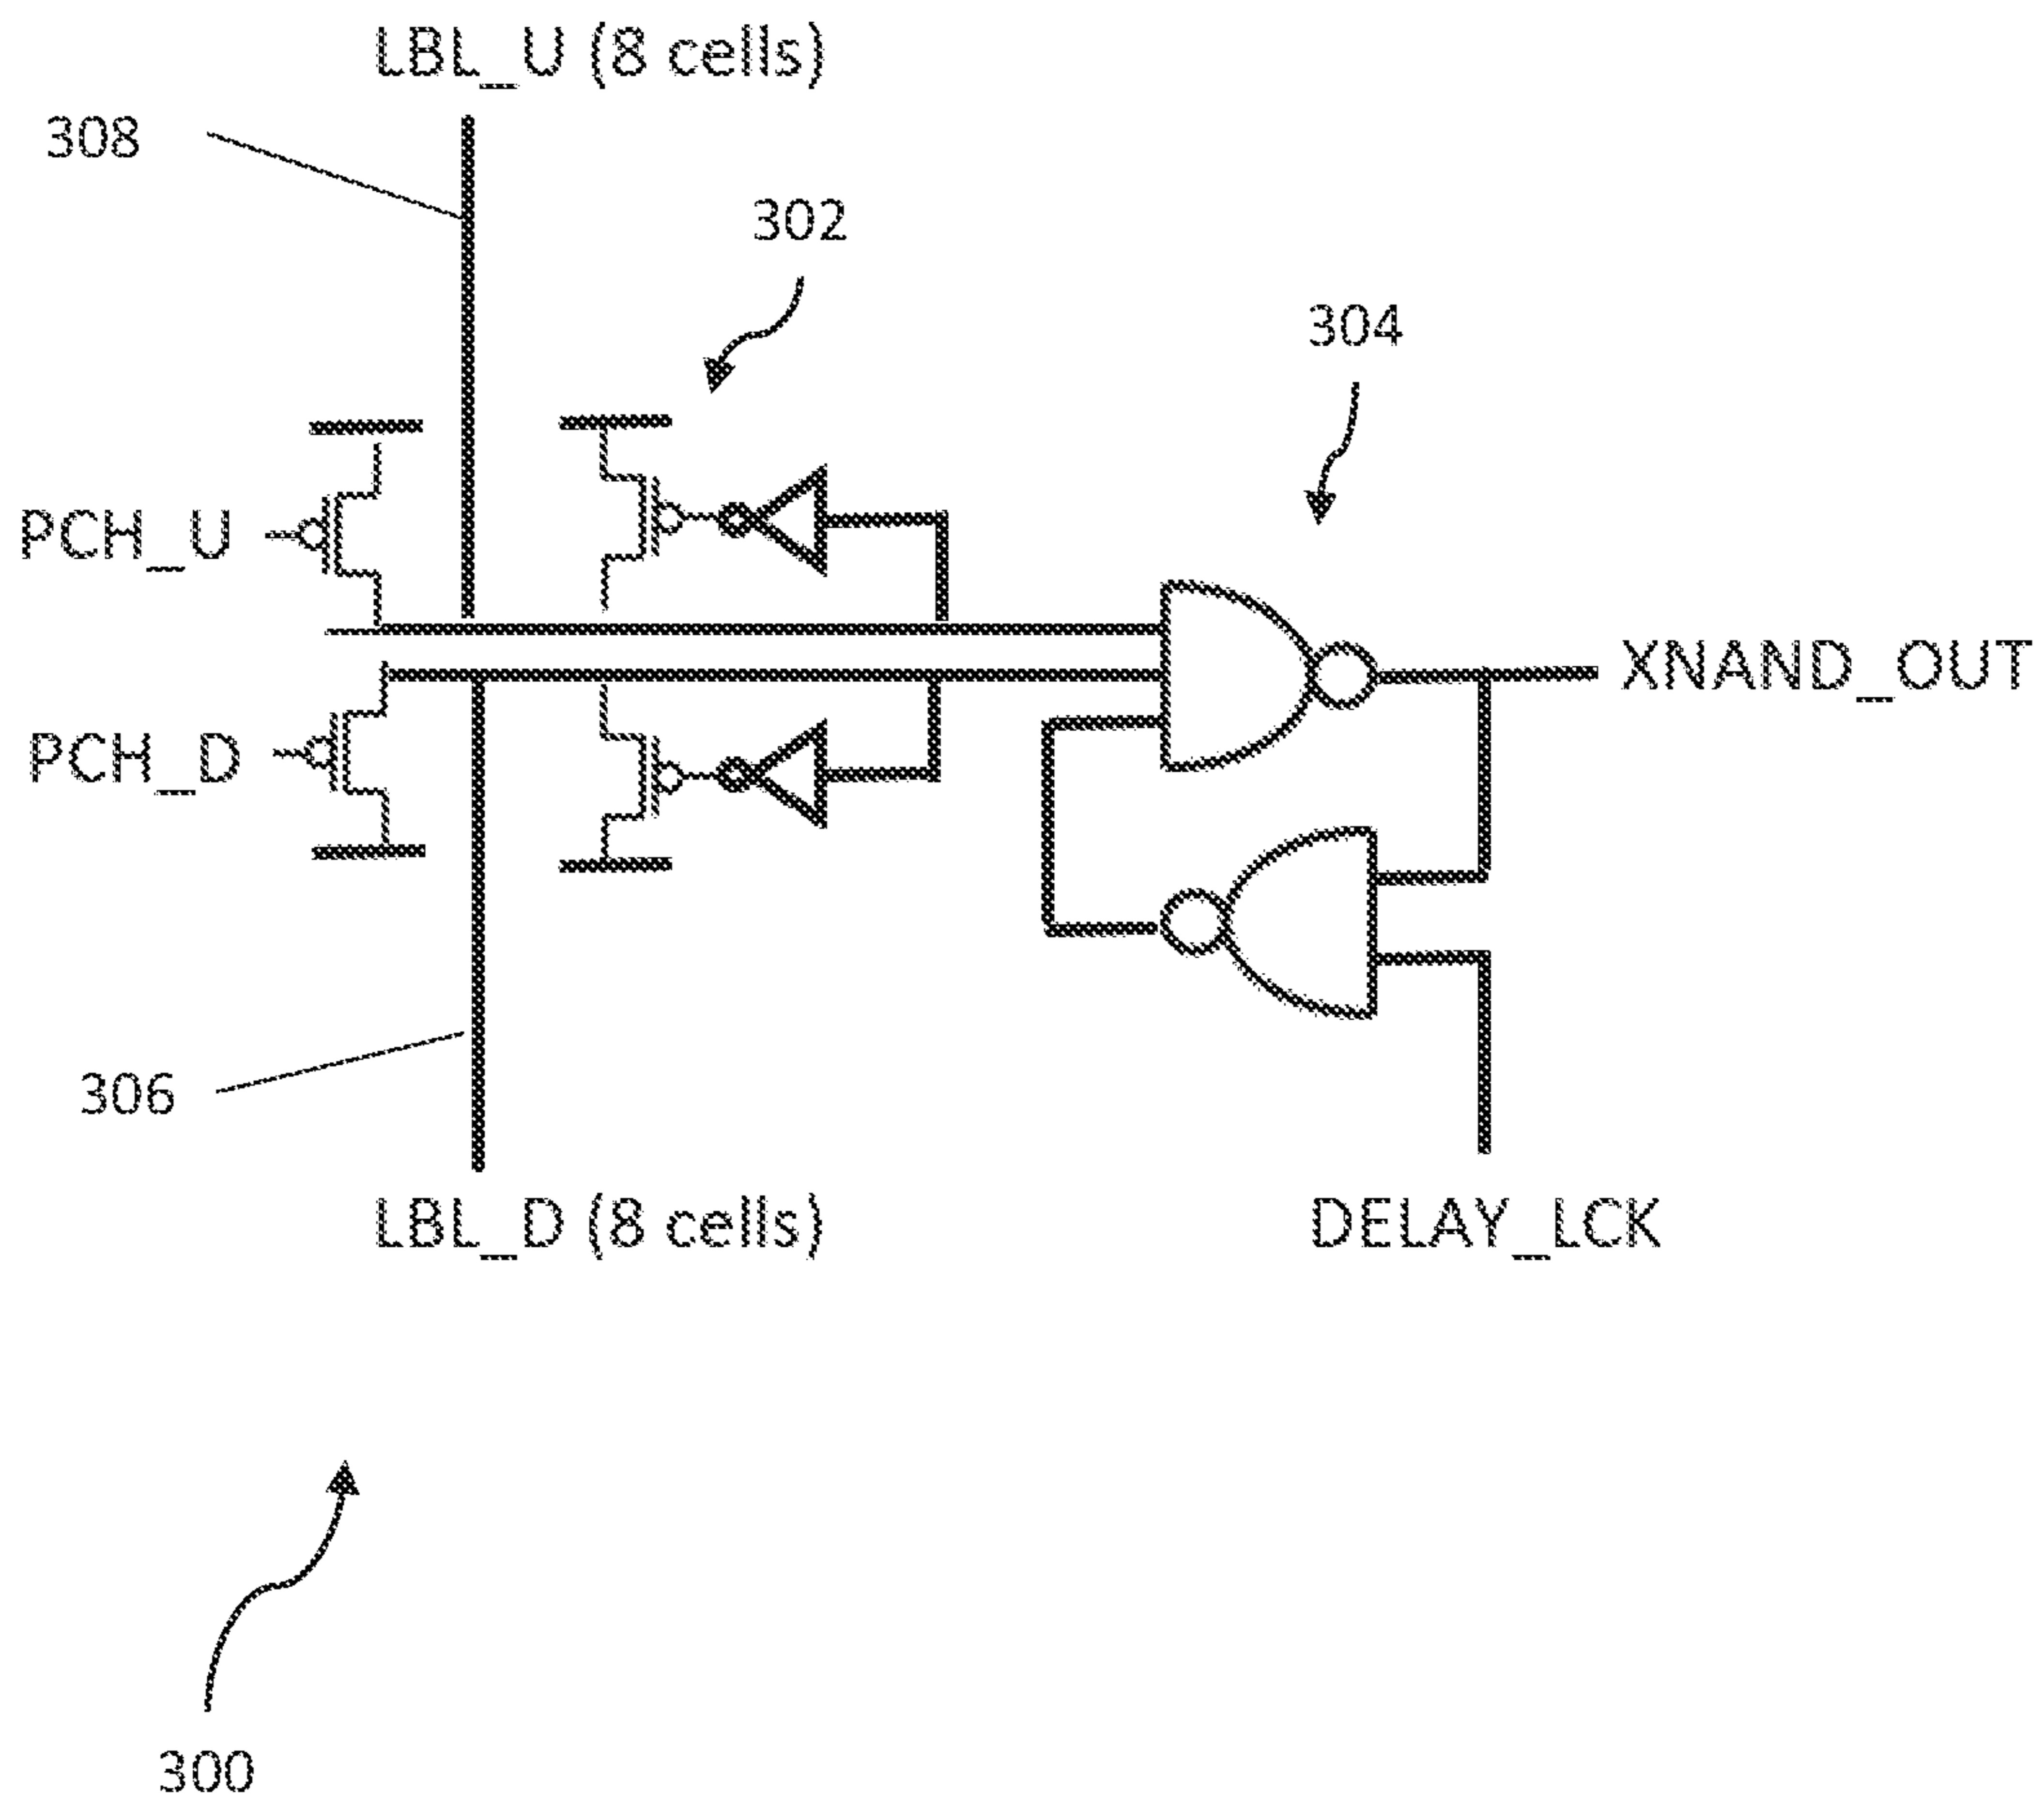 LBL_U (8 cells)
308
302
304
PCH_U
XNAND_OUT
PCH_D
306
LBL_D (8 cells)
DELAY_LCK
300